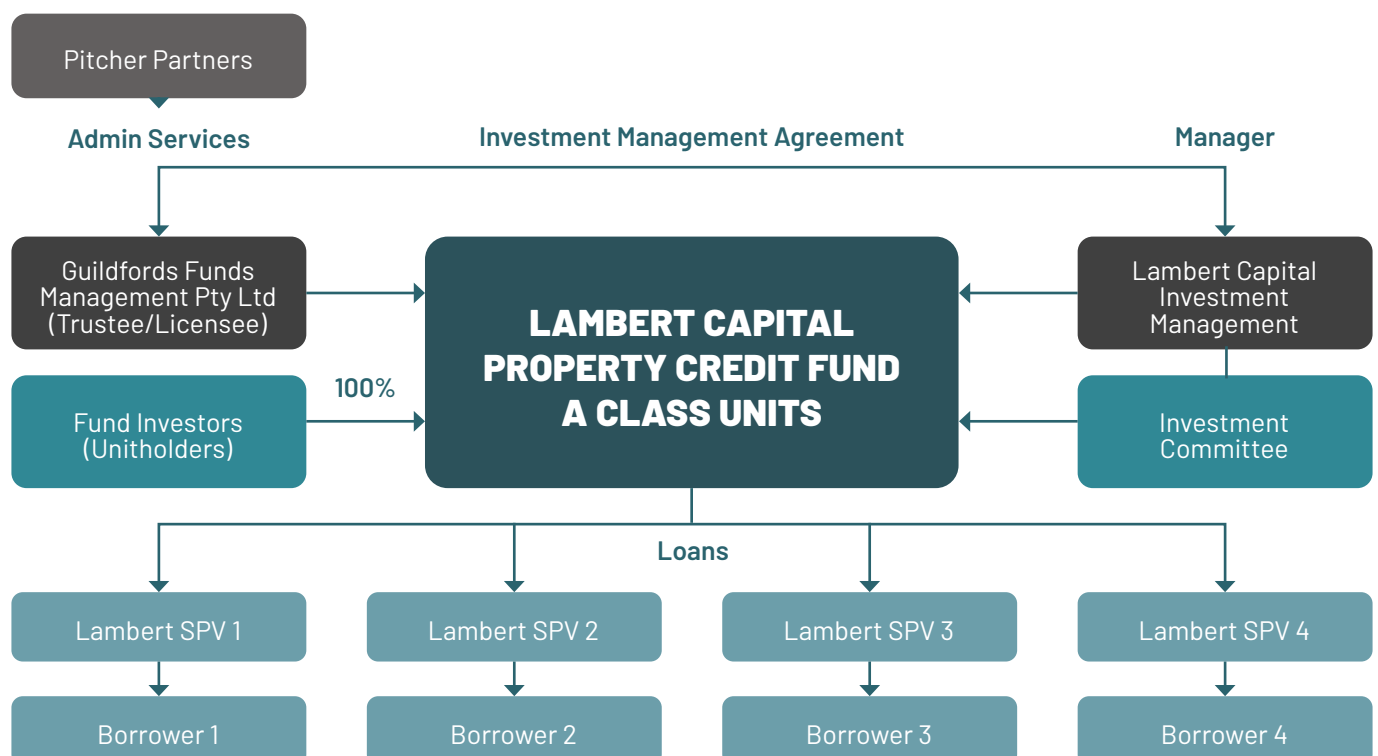 Pitcher Partners
Admin Services
Investment Management Agreement
Manager
Guildfords Funds
Management Pty Ltd
(Trustee/Licensee)
LAMBERT CAPITAL
PROPERTY CREDIT FUND
A CLASS UNITS
Lambert Capital
Investment
Management
Fund Investors
(Unitholders)
100%
Investment
Committee
Loans
Lambert SPV 1
Lambert SPV 2
Lambert SPV 3
Lambert SPV 4
Borrower 1
Borrower 2
Borrower 3
Borrower 4